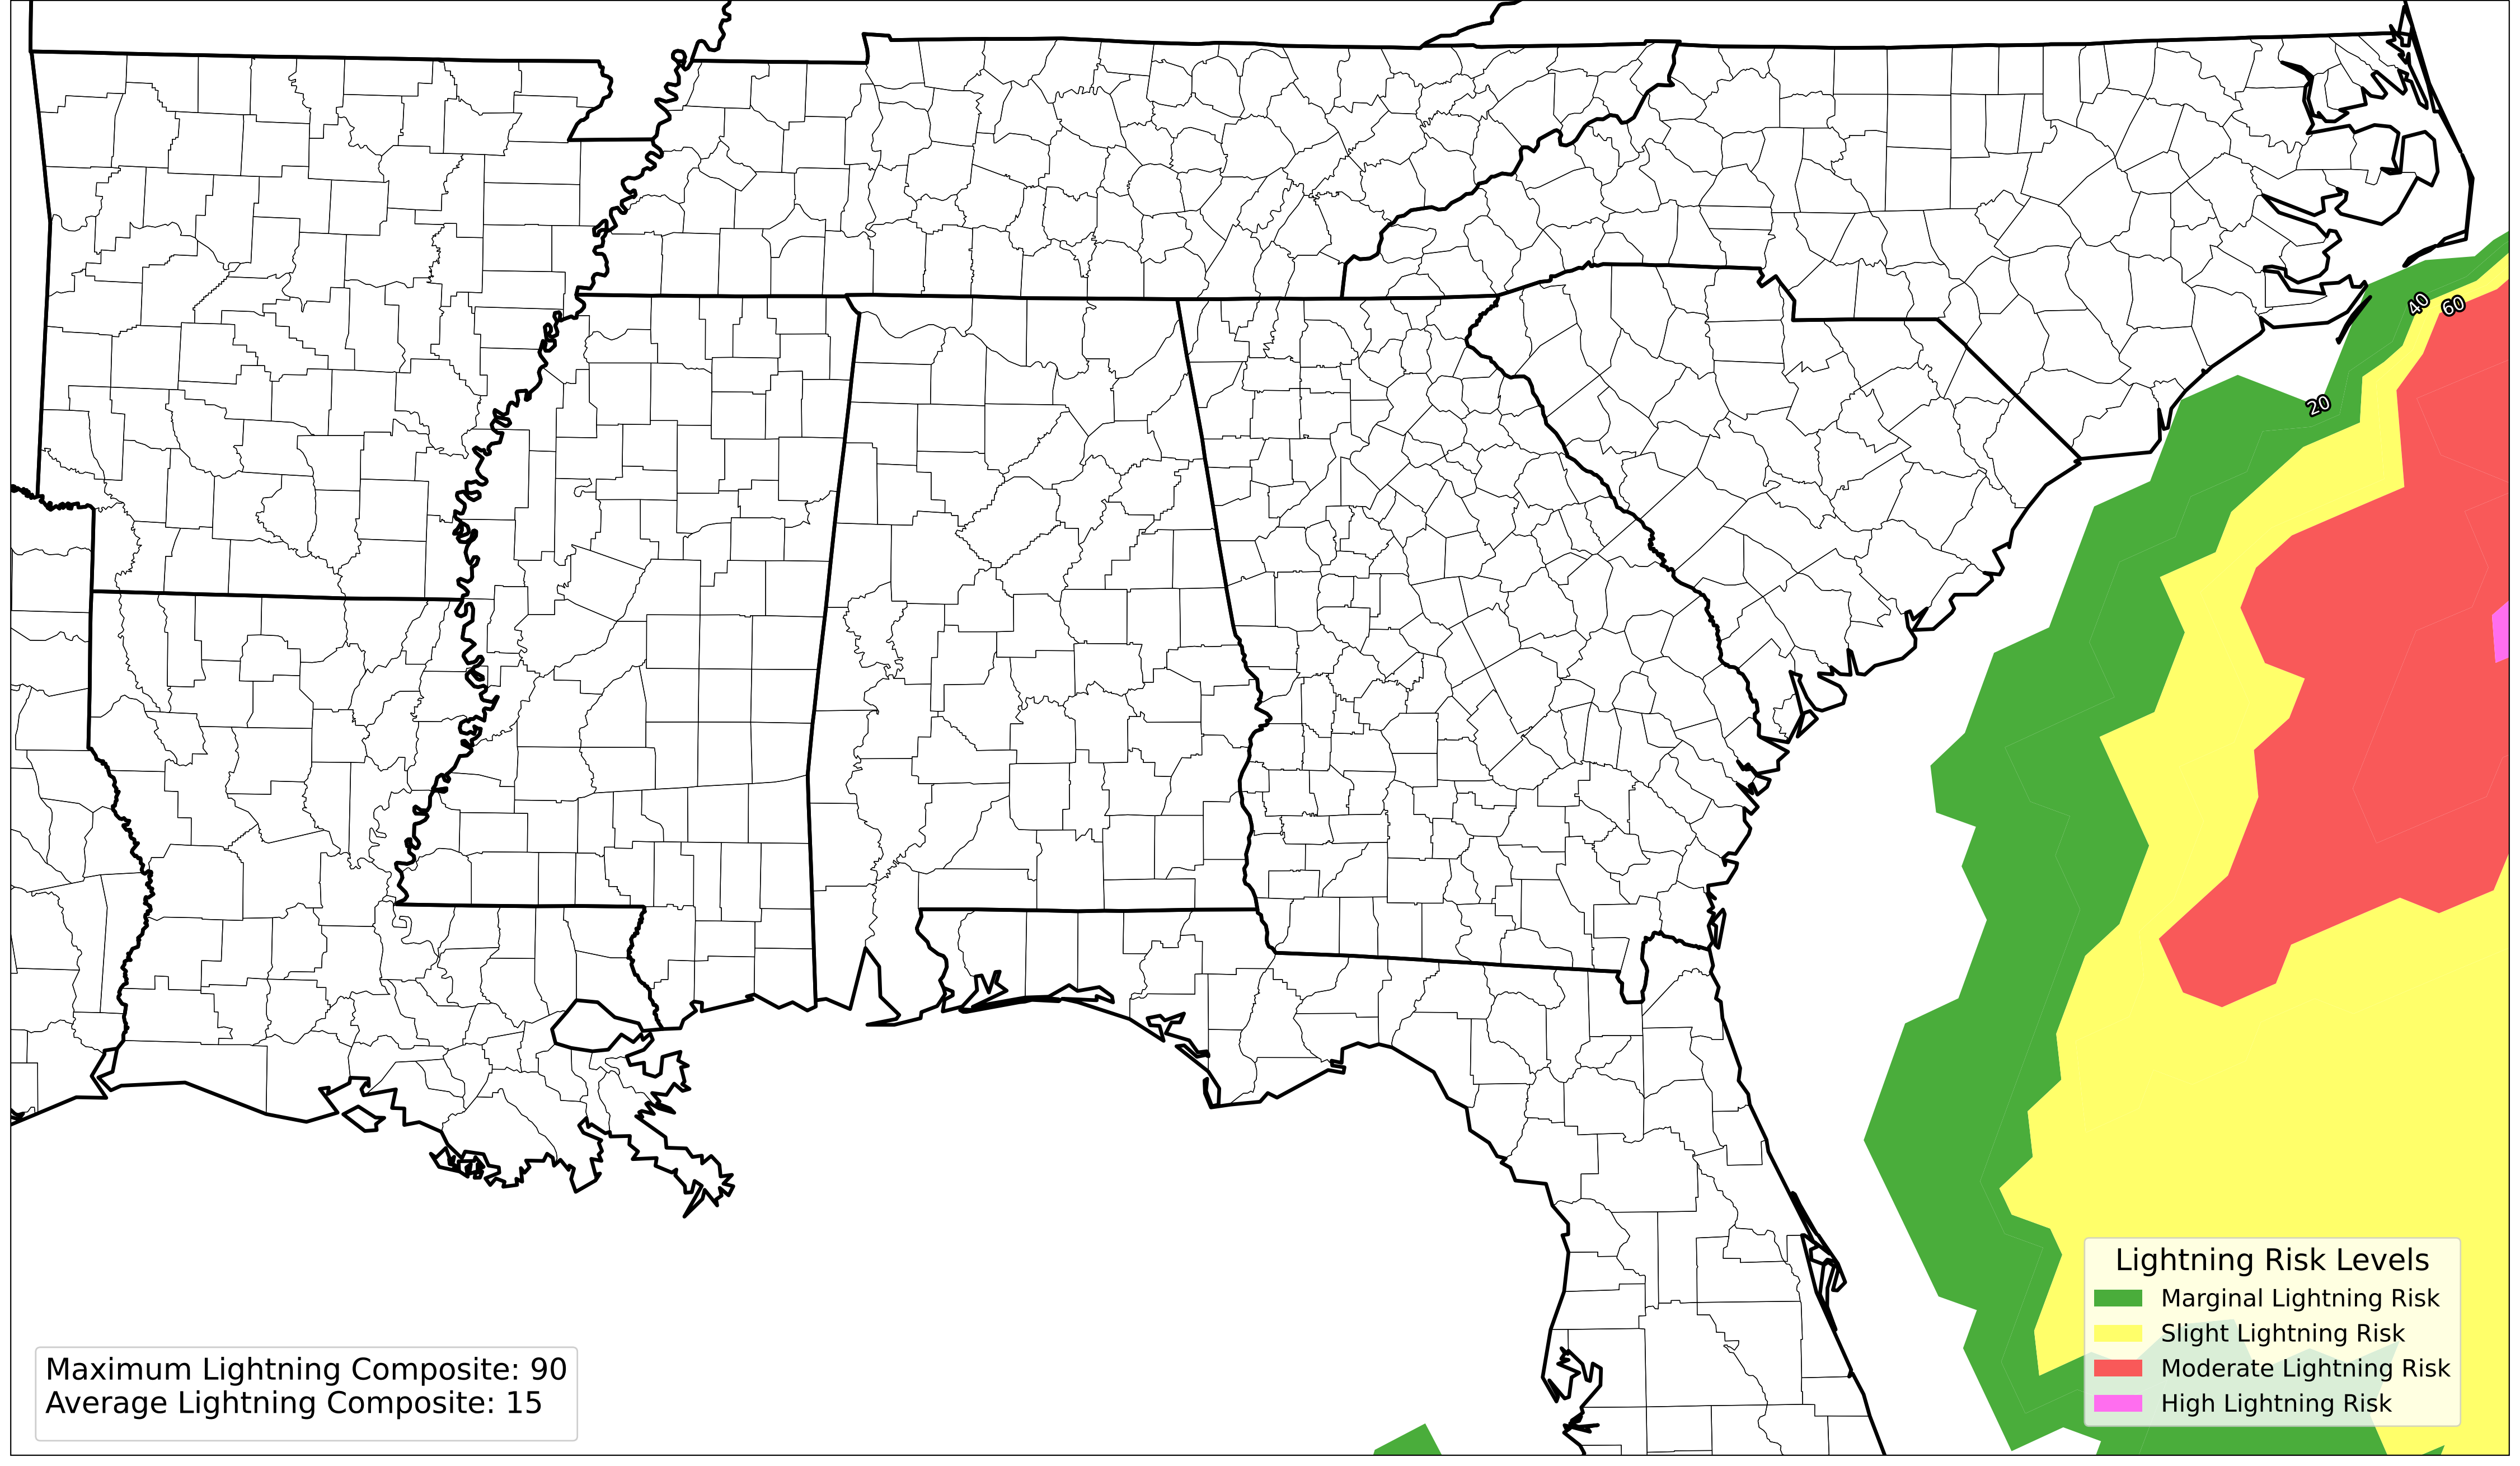 40
60
20
Lightning Risk Levels
Marginal Lightning Risk
Slight Lightning Risk
Moderate Lightning Risk
High Lightning Risk
Maximum Lightning Composite: 90
Average Lightning Composite: 15